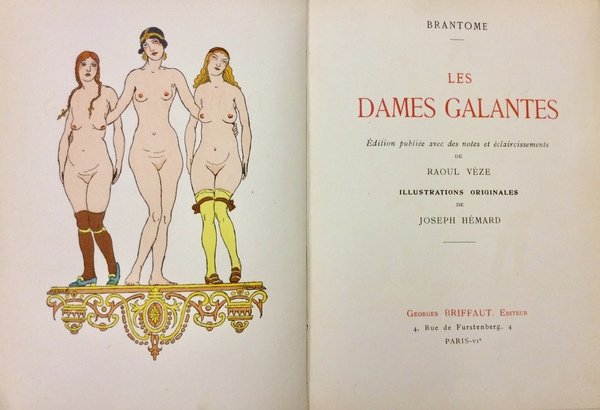 BRANTOME
LES
DAMES GALANTES
Édition publiée avec des notes et éclaircissements
DE
RAOUL VÈZE
ILLUSTRATIONS ORIGINALES
DE
JOSEPH HÉMARD
GEORGES BRIFFAUT, EDITEUR
4, Rue de Furstenberg, 4
PARIS-VIe